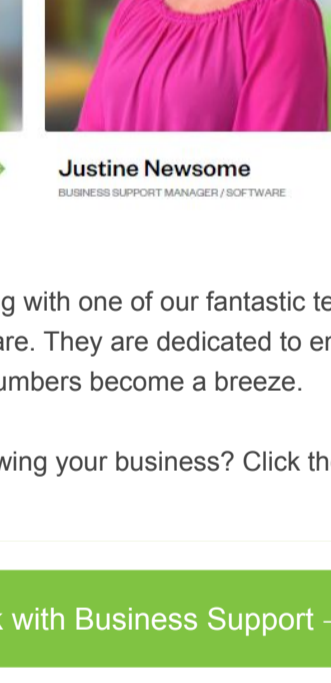 Justine Newsome
BUSINESS SUPPORT MANAGER / SOFTWARE
g with one of our fantastic te
are. They are dedicated to en
umbers become a breeze.
wing your business? Click th
with Business Support -